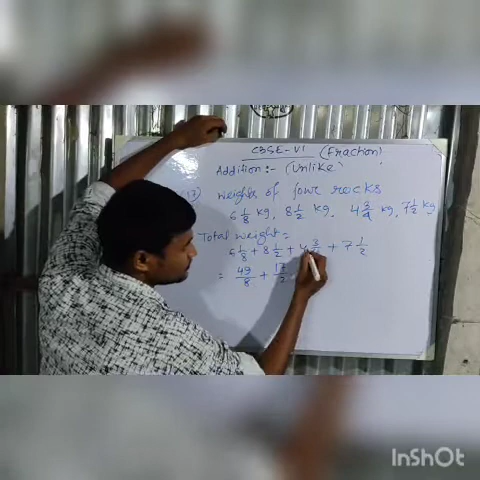 CBSE-VI (Fraction)
Addition :- (Unlike)
(17) Weights of four rocks
6 1/8 kg, 8 1/2 kg, 4 3/4 kg, 7 1/2 kg
Total weight =
6 1/8 + 8 1/2 + 4 3/4 + 7 1/2
= 49/8 + 17/2
InShOt